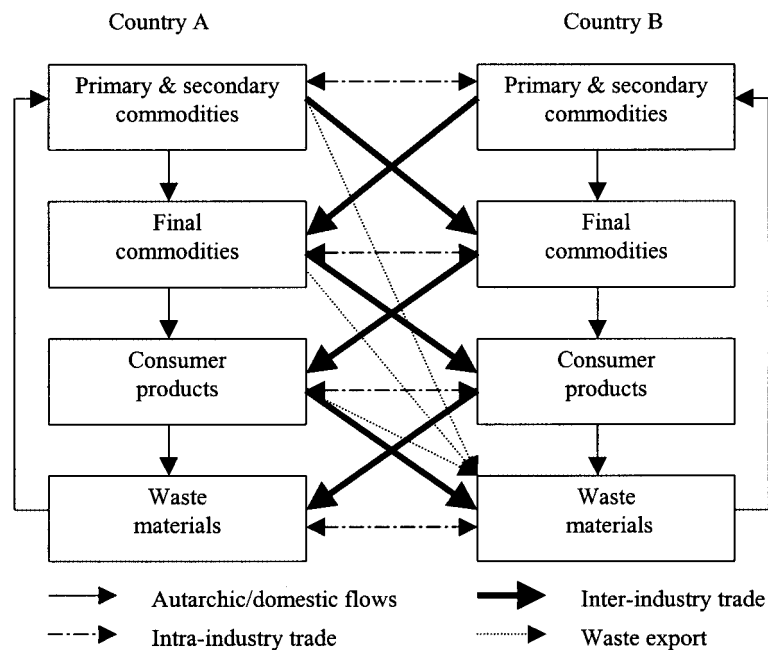 Country A
Country B
Primary & secondary
commodities
Primary & secondary
commodities
Final
commodities
Final
commodities
Consumer
products
Consumer
products
Waste
materials
Waste
materials
Autarchic/domestic flows
Inter-industry trade
Intra-industry trade
Waste export